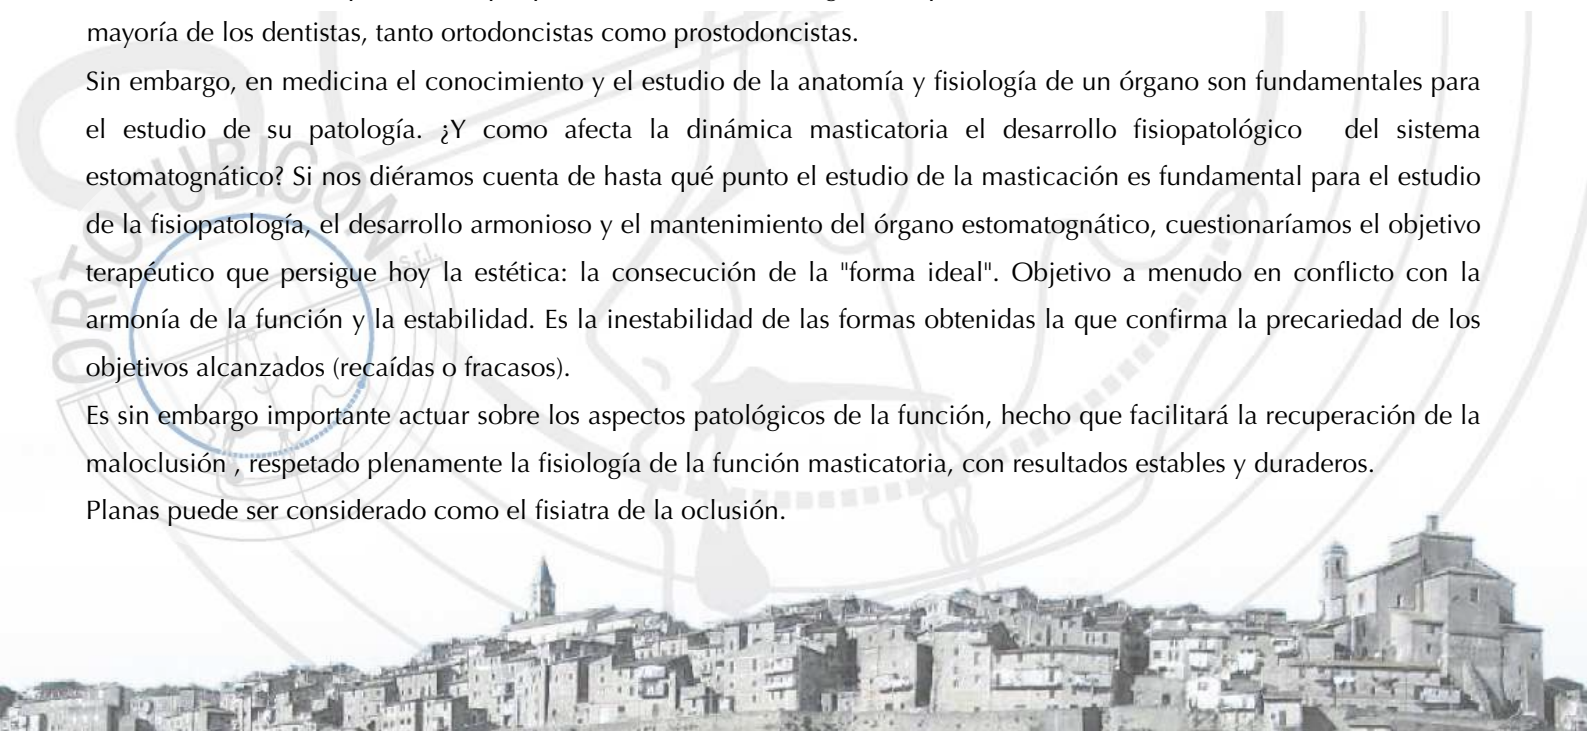 mayoría de los dentistas, tanto ortodoncistas como prostodoncistas.
Sin embargo, en medicina el conocimiento y el estudio de la anatomía y fisiología de un órgano son fundamentales para
el estudio de su patología. ¿Y como afecta la dinámica masticatoria el desarrollo fisiopatológico del sistema
estomatognático? Si nos diéramos cuenta de hasta qué punto el estudio de la masticación es fundamental para el estudio
de la fisiopatología, el desarrollo armonioso y el mantenimiento del órgano estomatognático, cuestionaríamos el objetivo
terapéutico que persigue hoy la estética: la consecución de la "forma ideal". Objetivo a menudo en conflicto con la
armonía de la función y la estabilidad. Es la inestabilidad de las formas obtenidas la que confirma la precariedad de los
objetivos alcanzados (recaídas o fracasos).
Es sin embargo importante actuar sobre los aspectos patológicos de la función, hecho que facilitará la recuperación de la
maloclusión , respetado plenamente la fisiología de la función masticatoria, con resultados estables y duraderos.
Planas puede ser considerado como el fisiatra de la oclusión.
ORTOFUBICON s.r.l.